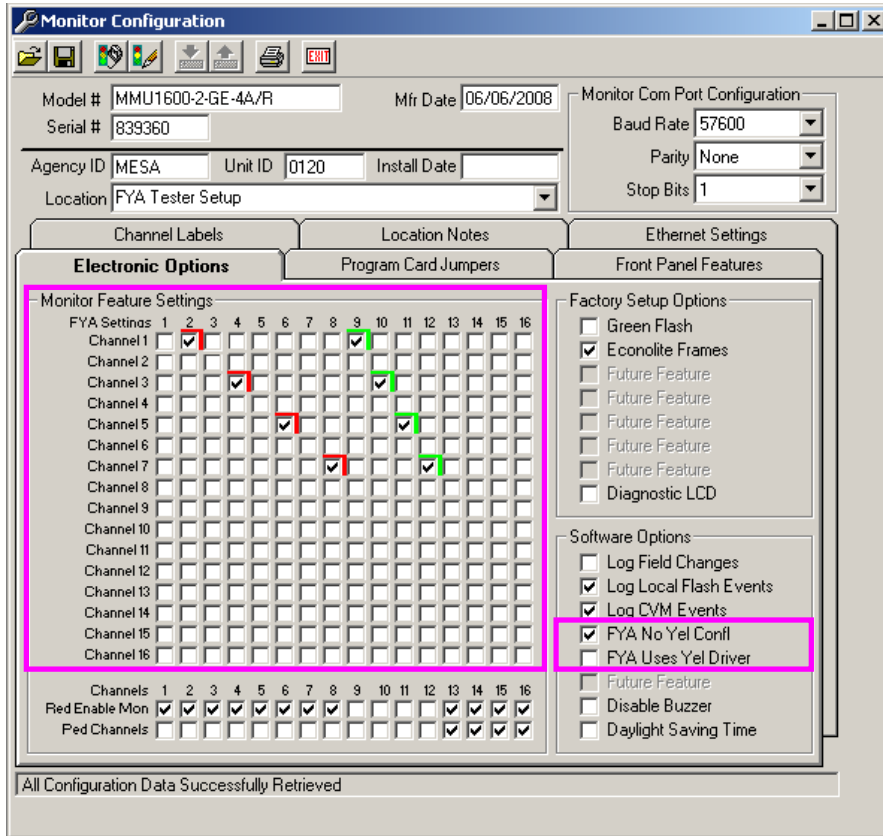 Monitor Configuration
EXIT
Model # MMU1600-2-GE-4A/R Mfr Date 06/06/2008
Serial # 839360
Monitor Com Port Configuration
Baud Rate 57600
Parity None
Stop Bits 1
Agency ID MESA Unit ID 0120 Install Date
Location FYA Tester Setup
Channel Labels Location Notes Ethernet Settings
Electronic Options Program Card Jumpers Front Panel Features
Monitor Feature Settings
FYA Settings 1 2 3 4 5 6 7 8 9 10 11 12 13 14 15 16
Channel 1
Channel 2
Channel 3
Channel 4
Channel 5
Channel 6
Channel 7
Channel 8
Channel 9
Channel 10
Channel 11
Channel 12
Channel 13
Channel 14
Channel 15
Channel 16
Channels 1 2 3 4 5 6 7 8 9 10 11 12 13 14 15 16
Red Enable Mon
Ped Channels
Factory Setup Options
Green Flash
Econolite Frames
Future Feature
Future Feature
Future Feature
Future Feature
Future Feature
Diagnostic LCD
Software Options
Log Field Changes
Log Local Flash Events
Log CVM Events
FYA No Yel Confl
FYA Uses Yel Driver
Future Feature
Disable Buzzer
Daylight Saving Time
All Configuration Data Successfully Retrieved